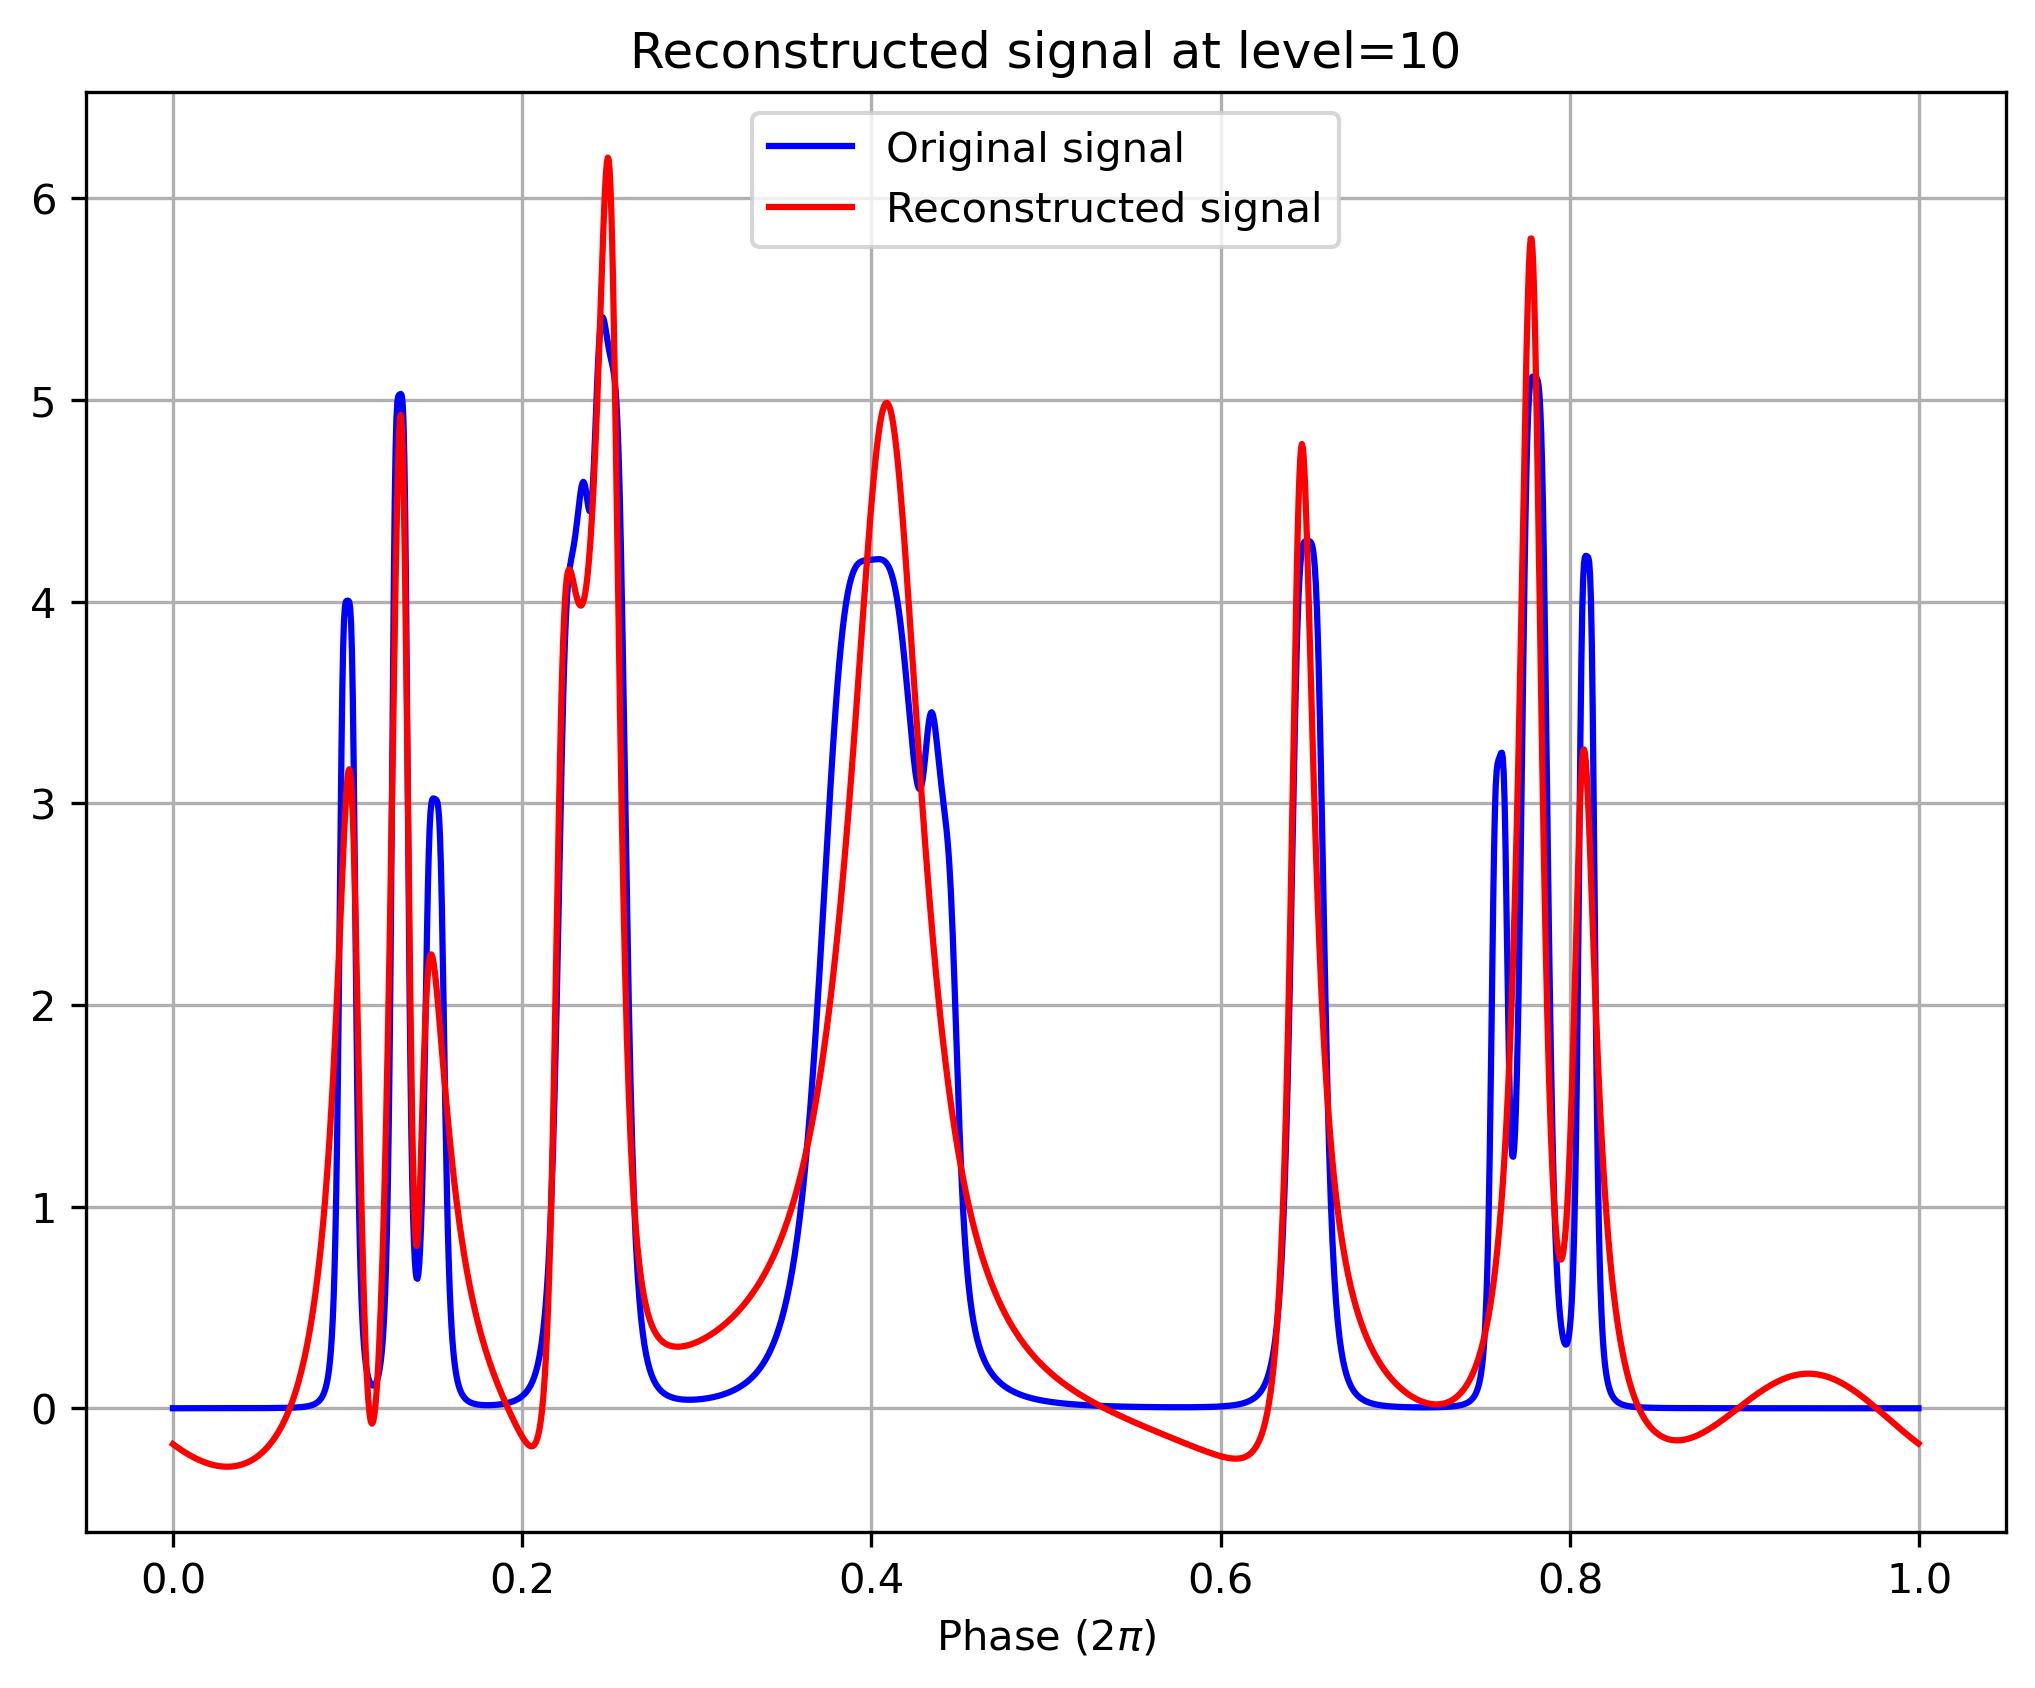 Reconstructed signal at level=10
Original signal
Reconstructed signal
6
5
4
3
2
1
0
0.0 0.2 0.4 0.6 0.8 1.0
Phase (2π)